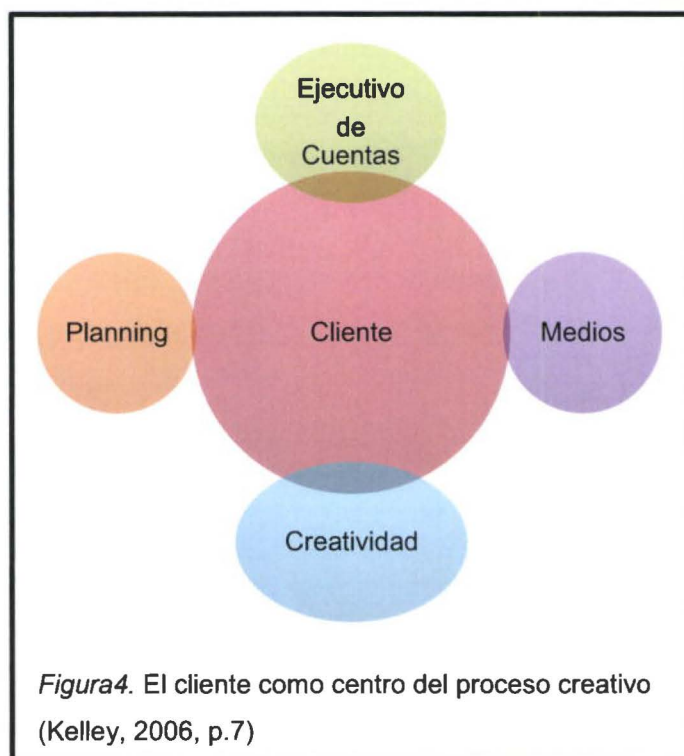 Ejecutivo
de
Cuentas
Planning
Cliente
Medios
Creatividad
Figura4. El cliente como centro del proceso creativo
(Kelley, 2006, p.7)